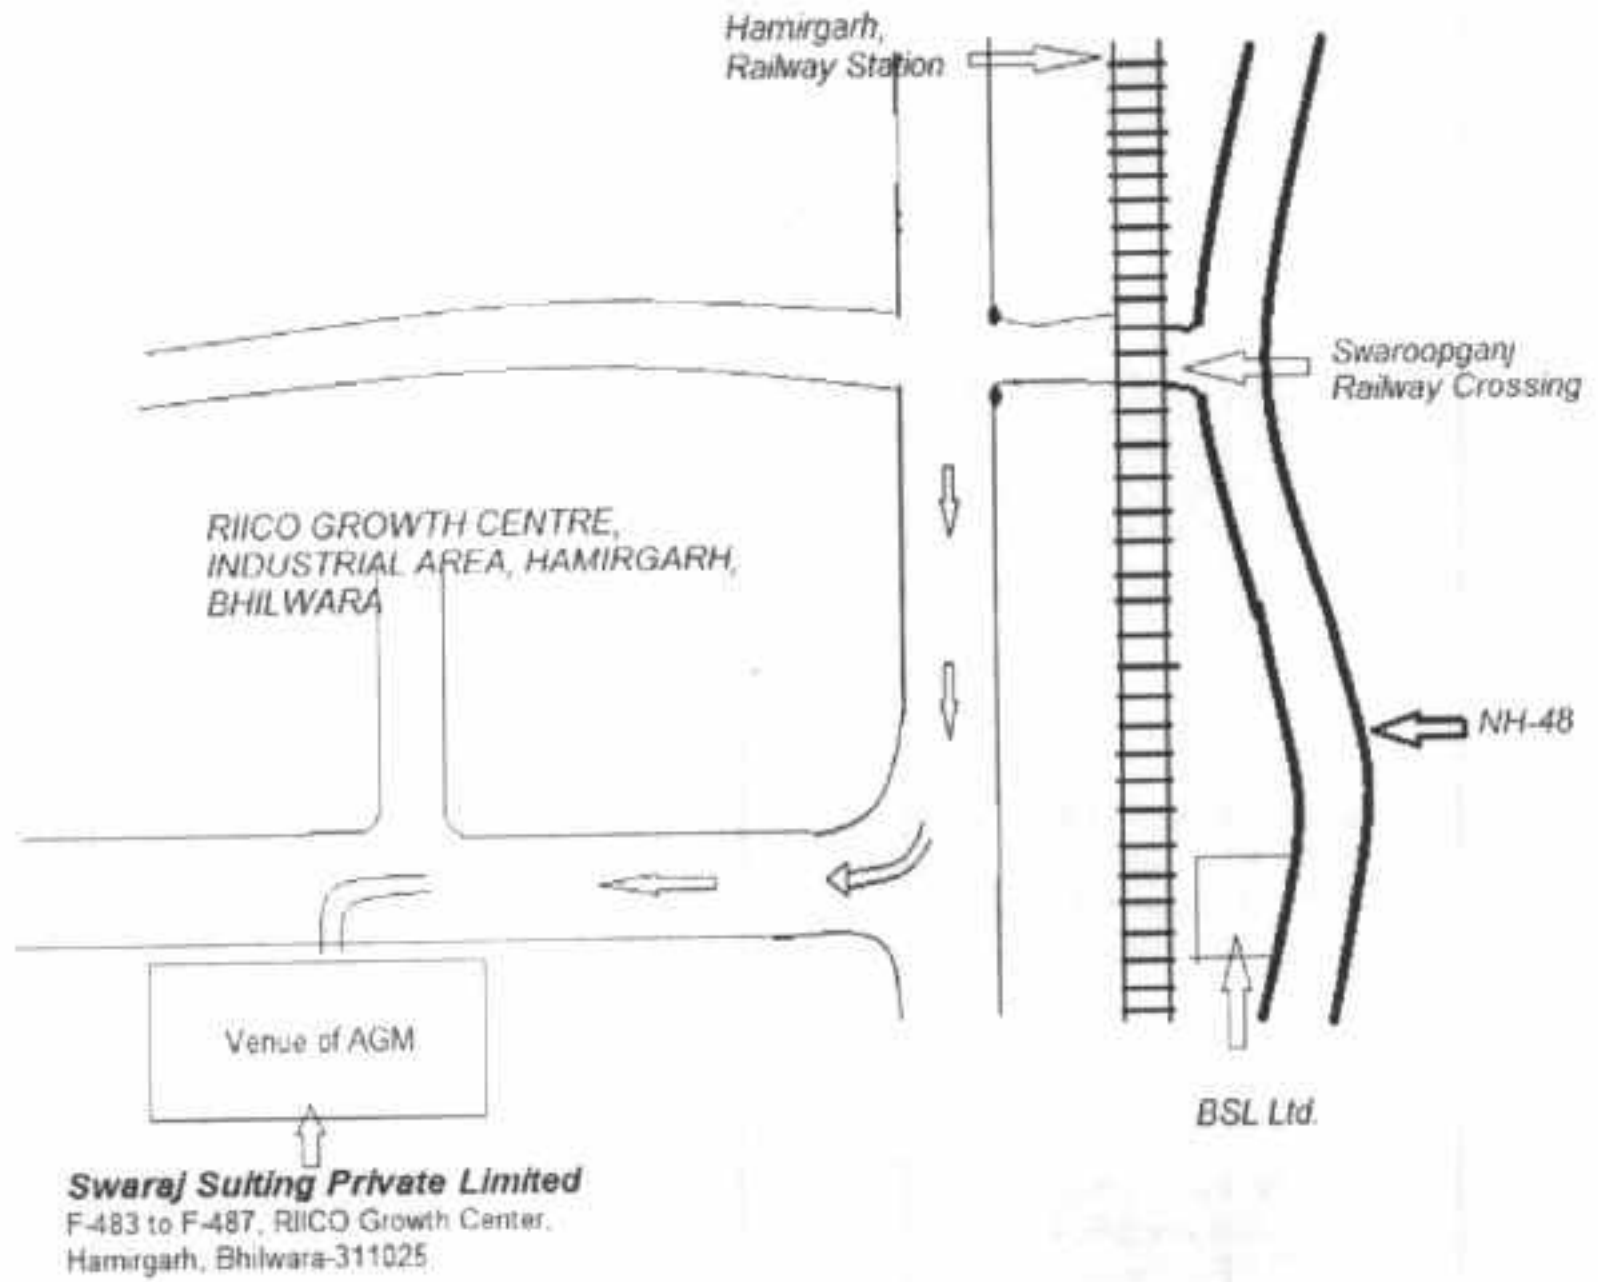 Hamirgarh,
Railway Station
Swaroopganj
Railway Crossing
RIICO GROWTH CENTRE,
INDUSTRIAL AREA, HAMIRGARH,
BHILWARA
NH-48
Venue of AGM
BSL Ltd.
Swaraj Suiting Private Limited
F-483 to F-487, RIICO Growth Center,
Hamirgarh, Bhilwara-311025